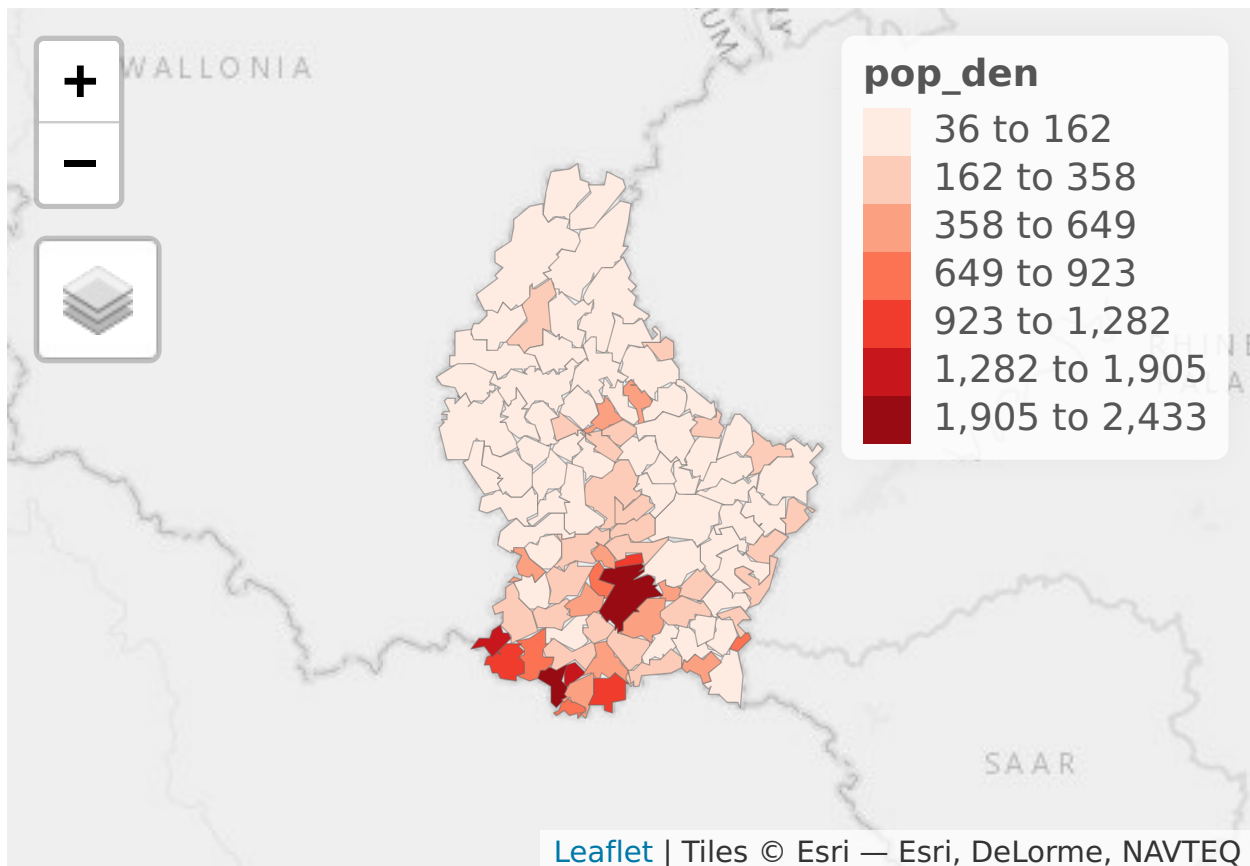 UM
WALLONIA
+
−
pop_den
36 to 162
162 to 358
358 to 649
649 to 923
923 to 1,282
1,282 to 1,905
1,905 to 2,433
SAAR
Leaflet | Tiles © Esri — Esri, DeLorme, NAVTEQ